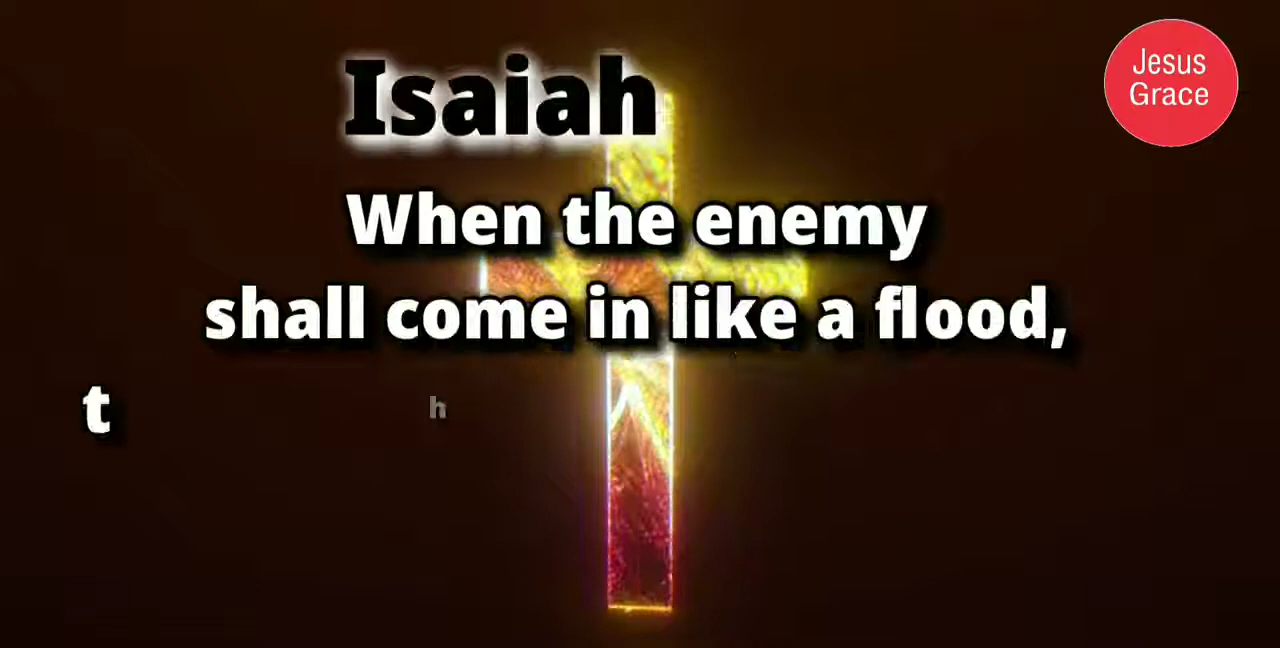 Isaiah
Jesus
Grace
When the enemy
shall come in like a flood,
t h